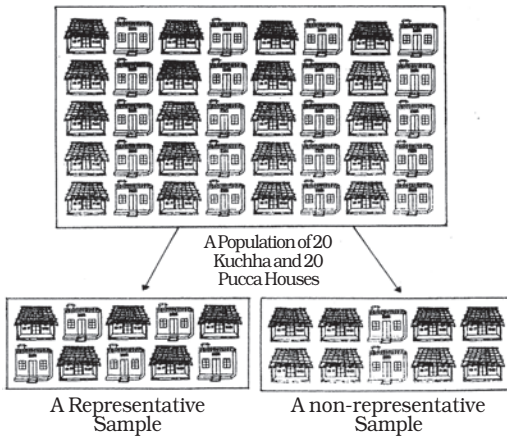 A Population of 20
Kuchha and 20
Pucca Houses
A Representative
Sample
A non-representative
Sample